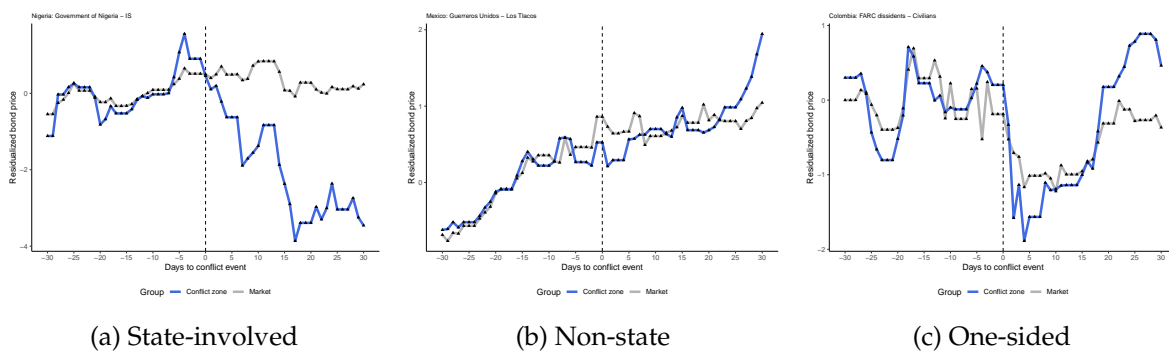 Nigeria: Government of Nigeria – IS
0
−2
−4
Residualized bond price
−30 −25 −20 −15 −10 −5 0 5 10 15 20 25 30
Days to conflict event
Group Conflict zone Market
(a) State-involved
Mexico: Guerreros Unidos – Los Tlacos
2
1
0
Residualized bond price
−30 −25 −20 −15 −10 −5 0 5 10 15 20 25 30
Days to conflict event
Group Conflict zone Market
(b) Non-state
Colombia: FARC dissidents – Civilians
1
0
−1
−2
Residualized bond price
−30 −25 −20 −15 −10 −5 0 5 10 15 20 25 30
Days to conflict event
Group Conflict zone Market
(c) One-sided